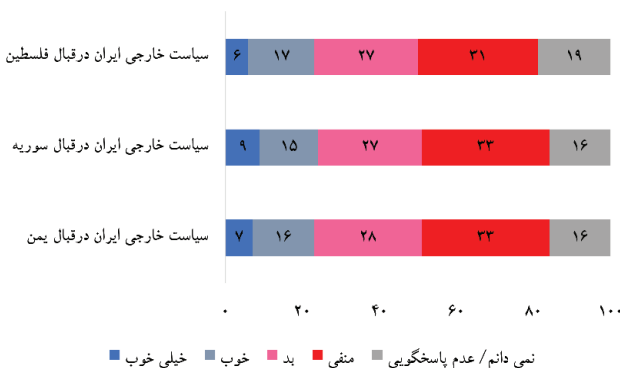 سیاست خارجی ایران درقبال فلسطین
۶ ۱۷ ۲۷ ۳۱ ۱۹
سیاست خارجی ایران درقبال سوریه
۹ ۱۵ ۲۷ ۳۳ ۱۶
سیاست خارجی ایران درقبال یمن
۷ ۱۶ ۲۸ ۳۳ ۱۶
۰ ۲۰ ۴۰ ۶۰ ۸۰ ۱۰۰
خیلی خوب خوب بد منفی نمی دانم/ عدم پاسخگویی